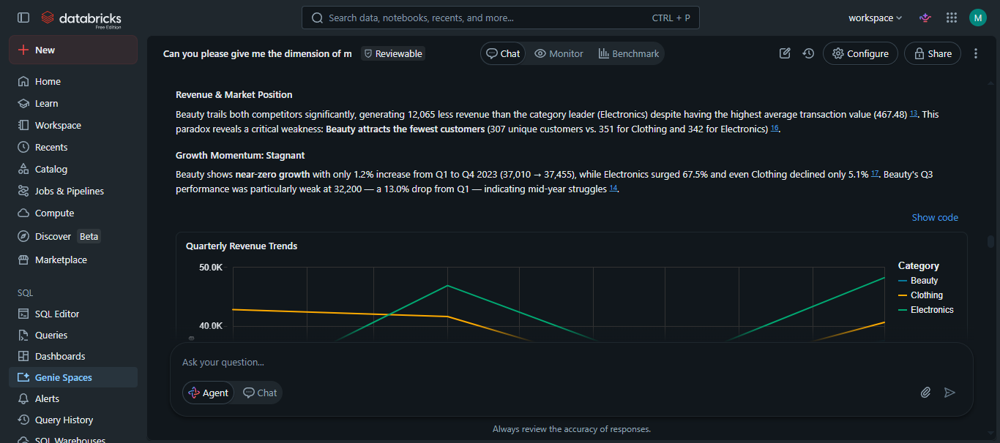 databricks
Free Edition
Search data, notebooks, recents, and more...
CTRL + P
workspace
M
New
Can you please give me the dimension of m
Reviewable
Chat
Monitor
Benchmark
Configure
Share
Home
Learn
Workspace
Recents
Catalog
Jobs & Pipelines
Compute
Discover Beta
Marketplace
SQL
SQL Editor
Queries
Dashboards
Genie Spaces
Alerts
Query History
SQL Warehouses
Revenue & Market Position
Beauty trails both competitors significantly, generating 12,065 less revenue than the category leader (Electronics) despite having the highest average transaction value (467.48) 13. This
paradox reveals a critical weakness: Beauty attracts the fewest customers (307 unique customers vs. 351 for Clothing and 342 for Electronics) 16.
Growth Momentum: Stagnant
Beauty shows near-zero growth with only 1.2% increase from Q1 to Q4 2023 (37,010 → 37,455), while Electronics surged 67.5% and even Clothing declined only 5.1% 17. Beauty's Q3
performance was particularly weak at 32,200 — a 13.0% drop from Q1 — indicating mid-year struggles 14.
Show code
Quarterly Revenue Trends
50.0K
40.0K
Category
Beauty
Clothing
Electronics
Ask your question...
Agent
Chat
Always review the accuracy of responses.